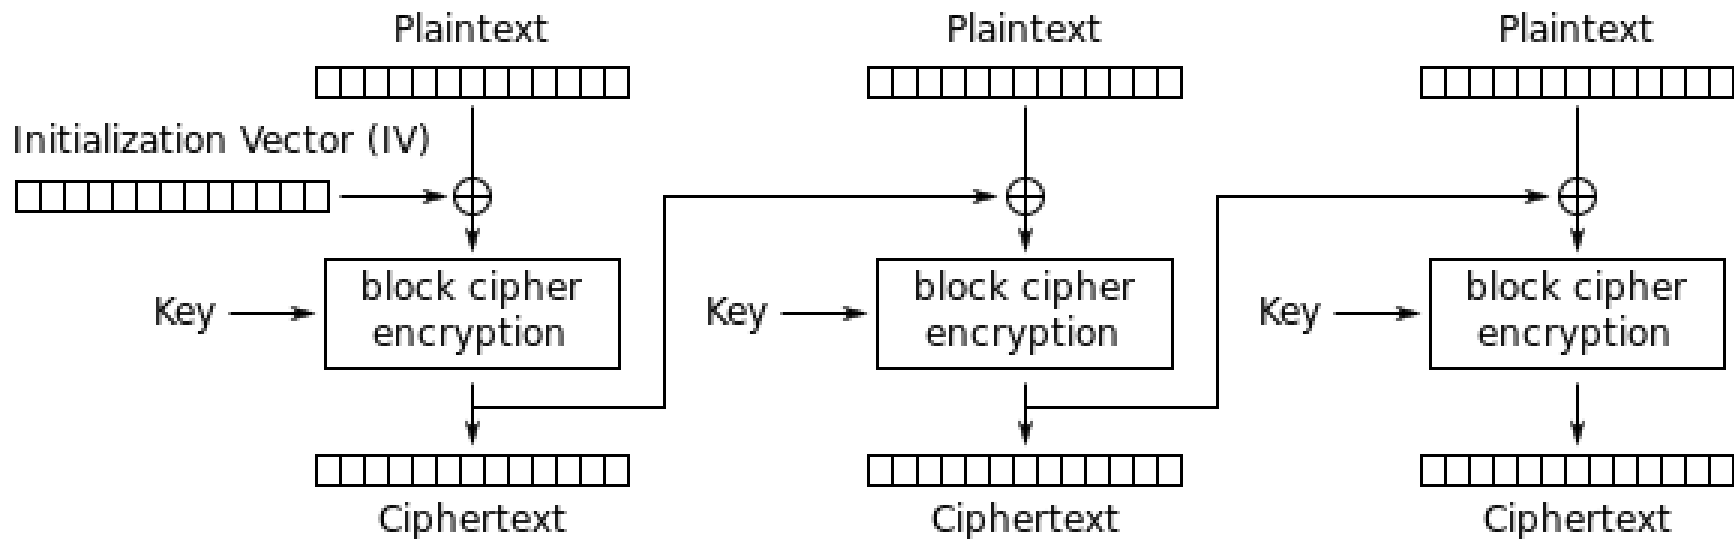 Plaintext
Plaintext
Plaintext
Initialization Vector (IV)
Key
block cipher
encryption
Key
block cipher
encryption
Key
block cipher
encryption
Ciphertext
Ciphertext
Ciphertext